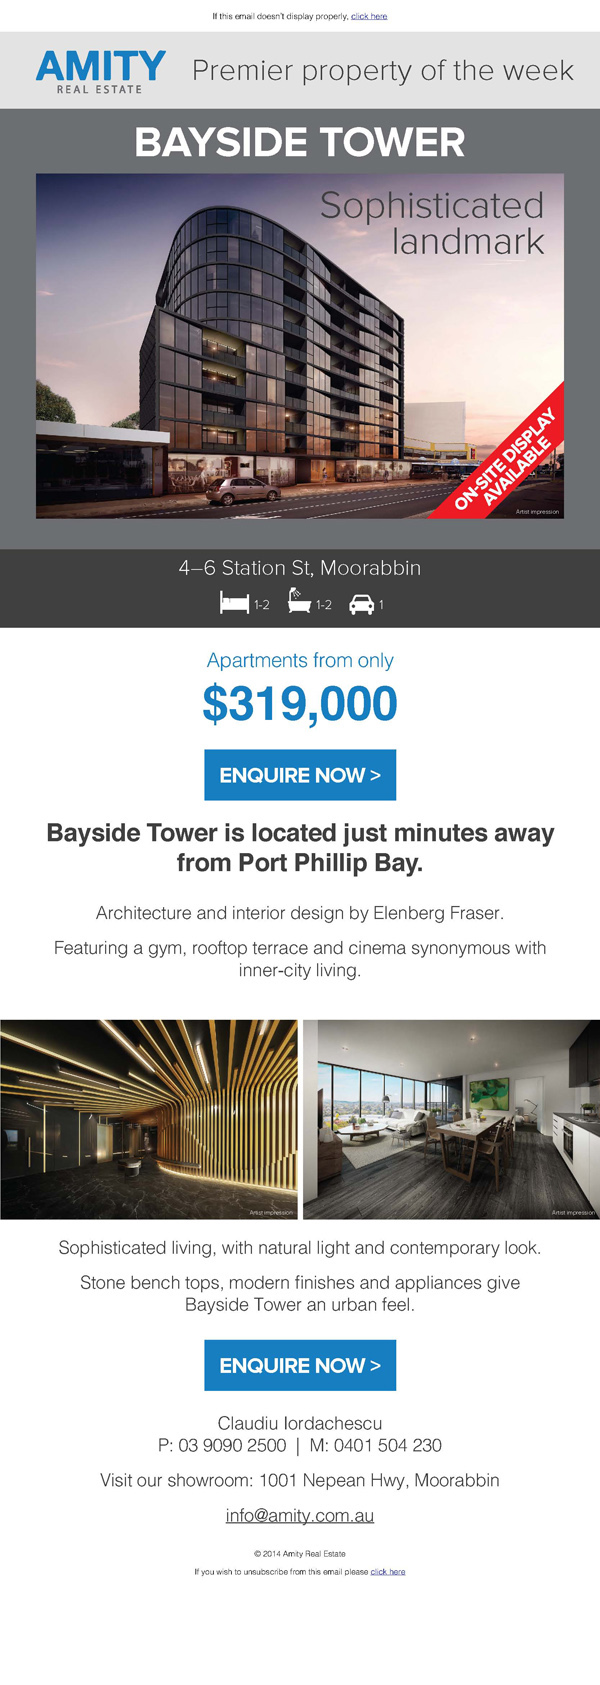 If this email doesn't display properly, click here
AMITY
REAL ESTATE
Premier property of the week
BAYSIDE TOWER
Sophisticated
landmark
ON-SITE DISPLAY
AVAILABLE
Artist impression
4–6 Station St, Moorabbin
1-2 1-2 1
Apartments from only
$319,000
ENQUIRE NOW >
Bayside Tower is located just minutes away
from Port Phillip Bay.
Architecture and interior design by Elenberg Fraser.
Featuring a gym, rooftop terrace and cinema synonymous with
inner-city living.
Artist impression
Artist impression
Sophisticated living, with natural light and contemporary look.
Stone bench tops, modern finishes and appliances give
Bayside Tower an urban feel.
ENQUIRE NOW >
Claudiu Iordachescu
P: 03 9090 2500 | M: 0401 504 230
Visit our showroom: 1001 Nepean Hwy, Moorabbin
info@amity.com.au
© 2014 Amity Real Estate
If you wish to unsubscribe from this email please click here